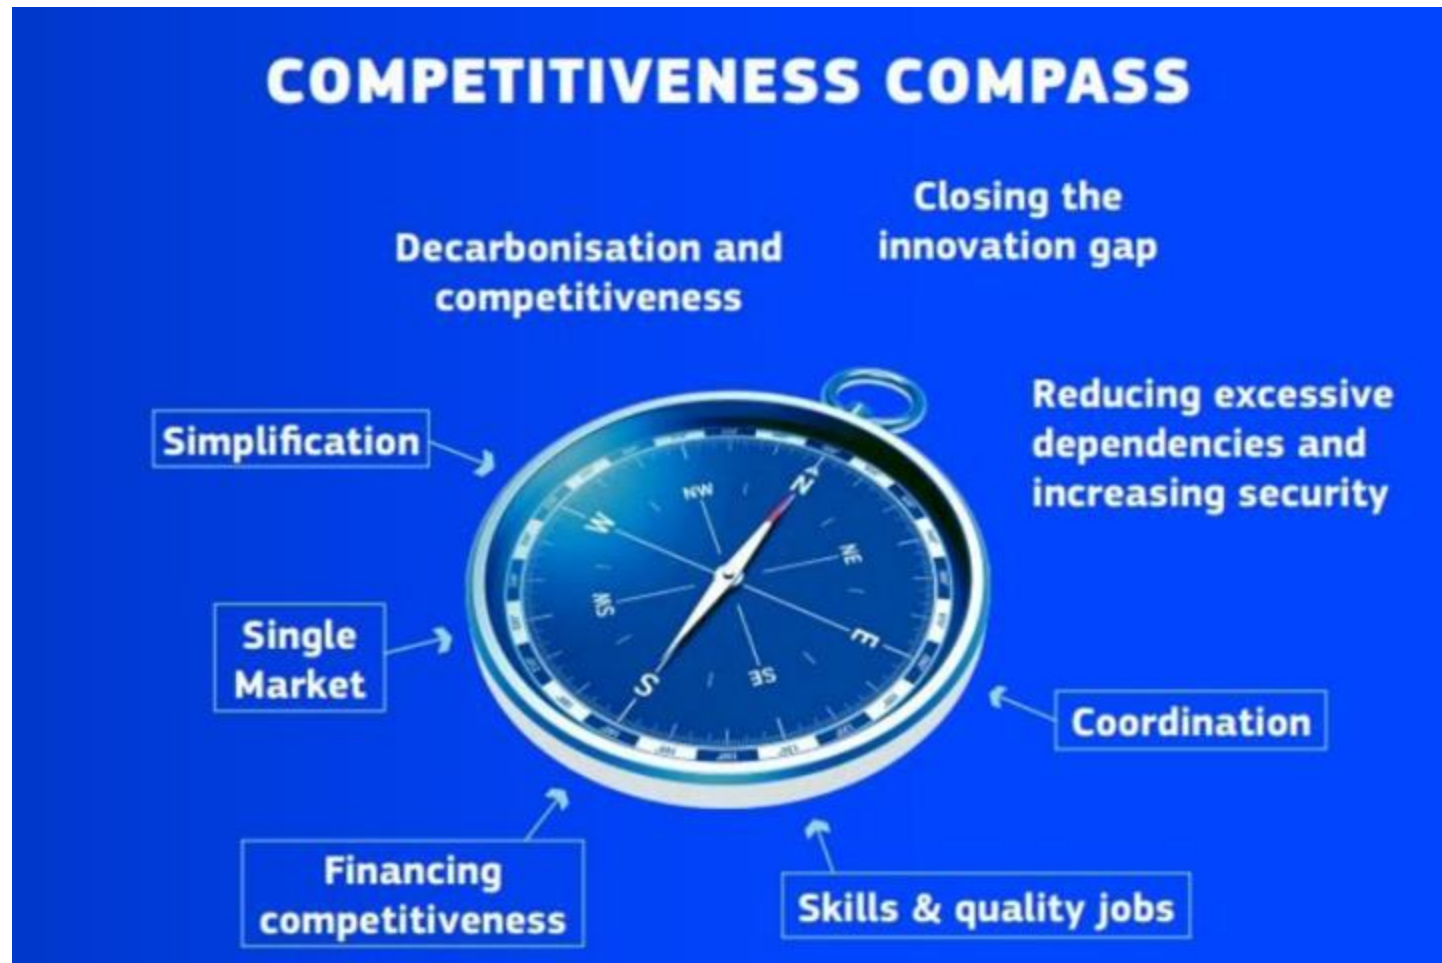 COMPETITIVENESS COMPASS
Closing the
innovation gap
Decarbonisation and
competitiveness
Reducing excessive
dependencies and
increasing security
Simplification
Single
Market
Coordination
Financing
competitiveness
Skills & quality jobs
N
NE
E
SE
S
SW
W
NW